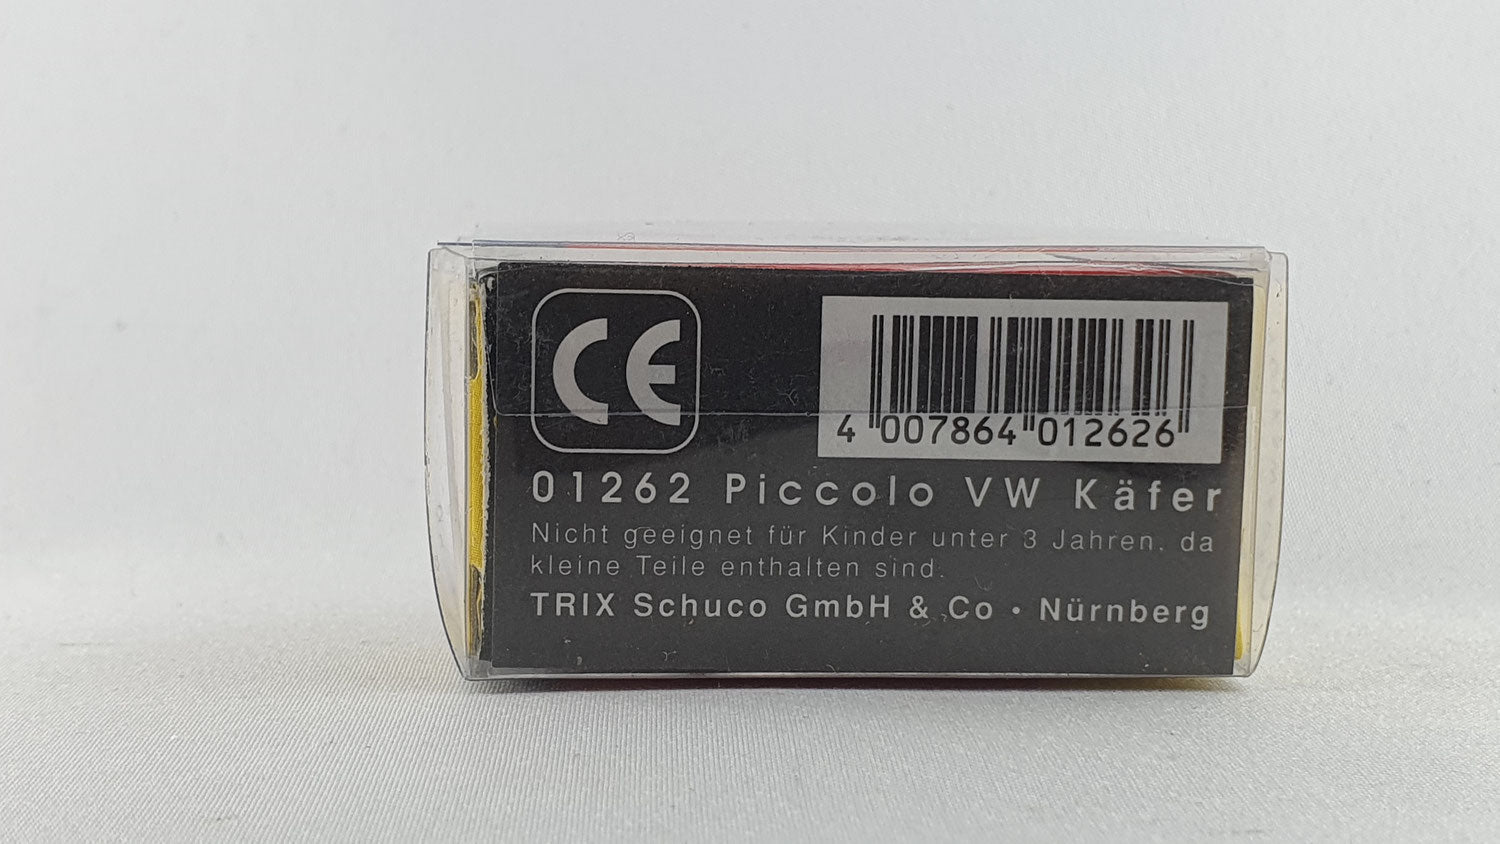 CE
4 007864 012626
01262 Piccolo VW Käfer
Nicht geeignet für Kinder unter 3 Jahren, da
kleine Teile enthalten sind.
TRIX Schuco GmbH & Co • Nürnberg